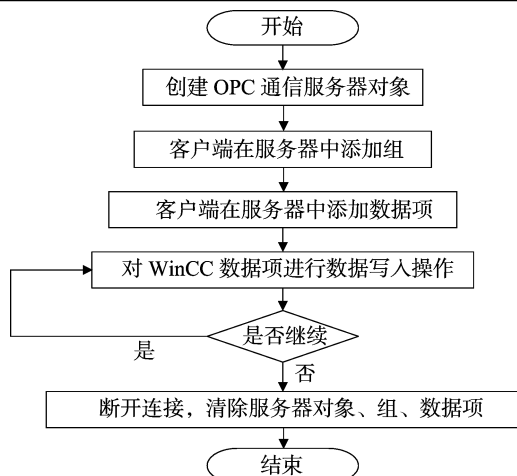 开始
创建 OPC 通信服务器对象
客户端在服务器中添加组
客户端在服务器中添加数据项
对 WinCC 数据项进行数据写入操作
是否继续
是
否
断开连接，清除服务器对象、组、数据项
结束